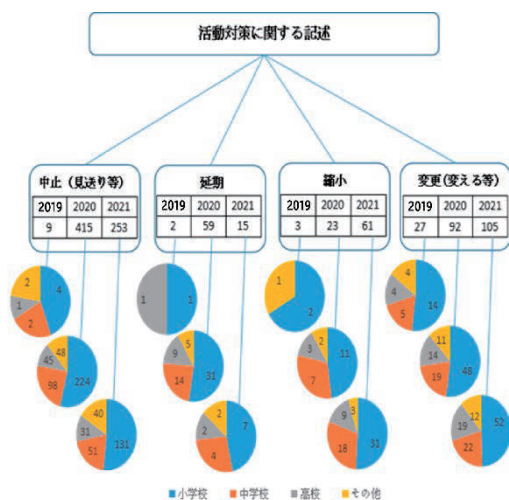 活動対策に関する記述
中止（見送り等）
2019 2020 2021
9 415 253
延期
2019 2020 2021
2 59 15
縮小
2019 2020 2021
3 23 61
変更(変える等)
2019 2020 2021
27 92 105
2 4 1 2
1 1
1 2
4 4 14 5
48 45 224 98
5 9 31 14
2 3 11 7
11 14 48 19
40 31 131 51
2 7 2 4
3 9 31 18
12 19 52 22
小学校 中学校 高校 その他